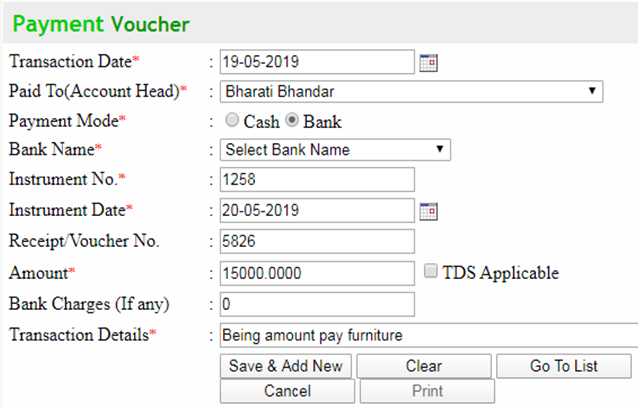 Payment Voucher
Transaction Date* : 19-05-2019
Paid To(Account Head)* : Bharati Bhandar
Payment Mode* : Cash Bank
Bank Name* : Select Bank Name
Instrument No.* : 1258
Instrument Date* : 20-05-2019
Receipt/Voucher No. : 5826
Amount* : 15000.0000 TDS Applicable
Bank Charges (If any) : 0
Transaction Details* : Being amount pay furniture
Save & Add New Clear Go To List
Cancel Print